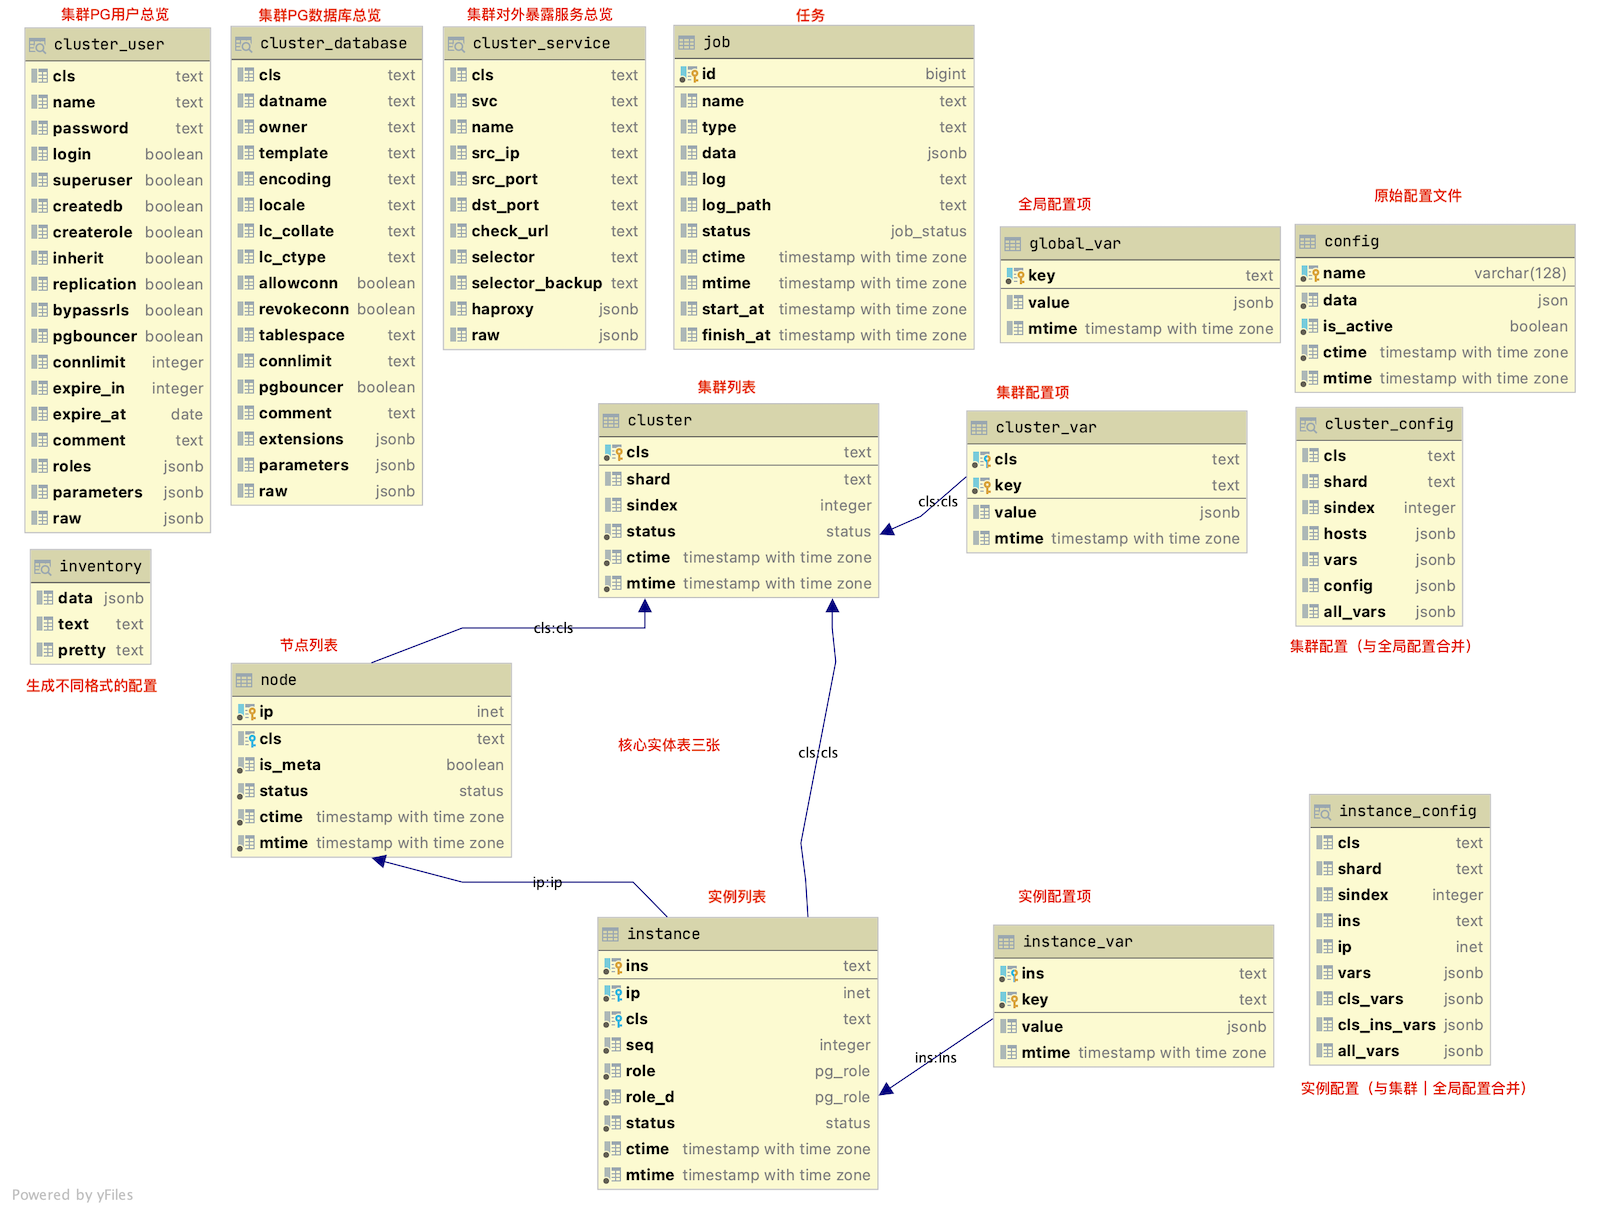 集群PG用户总览
cluster_user
cls text
name text
password text
login boolean
superuser boolean
createdb boolean
createrole boolean
inherit boolean
replication boolean
bypassrls boolean
pgbouncer boolean
connlimit integer
expire_in integer
expire_at date
comment text
roles jsonb
parameters jsonb
raw jsonb
集群PG数据库总览
cluster_database
cls text
datname text
owner text
template text
encoding text
locale text
lc_collate text
lc_ctype text
allowconn boolean
revokeconn boolean
tablespace text
connlimit text
pgbouncer boolean
comment text
extensions jsonb
parameters jsonb
raw jsonb
集群对外暴露服务总览
cluster_service
cls text
svc text
name text
src_ip text
src_port text
dst_port text
check_url text
selector text
selector_backup text
haproxy jsonb
raw jsonb
任务
job
id bigint
name text
type text
data jsonb
log text
log_path text
status job_status
ctime timestamp with time zone
mtime timestamp with time zone
start_at timestamp with time zone
finish_at timestamp with time zone
全局配置项
global_var
key text
value jsonb
mtime timestamp with time zone
原始配置文件
config
name varchar(128)
data json
is_active boolean
ctime timestamp with time zone
mtime timestamp with time zone
集群列表
cluster
cls text
shard text
sindex integer
status status
ctime timestamp with time zone
mtime timestamp with time zone
集群配置项
cluster_var
cls text
key text
value jsonb
mtime timestamp with time zone
cls:cls
cluster_config
cls text
shard text
sindex integer
hosts jsonb
vars jsonb
config jsonb
all_vars jsonb
集群配置（与全局配置合并）
inventory
data jsonb
text text
pretty text
生成不同格式的配置
cls:cls
节点列表
node
ip inet
cls text
is_meta boolean
status status
ctime timestamp with time zone
mtime timestamp with time zone
核心实体表三张
cls:cls
ip:ip
实例列表
instance
ins text
ip inet
cls text
seq integer
role pg_role
role_d pg_role
status status
ctime timestamp with time zone
mtime timestamp with time zone
实例配置项
instance_var
ins text
key text
value jsonb
mtime timestamp with time zone
ins:ins
instance_config
cls text
shard text
sindex integer
ins text
ip inet
vars jsonb
cls_vars jsonb
cls_ins_vars jsonb
all_vars jsonb
实例配置（与集群｜全局配置合并）
Powered by yFiles